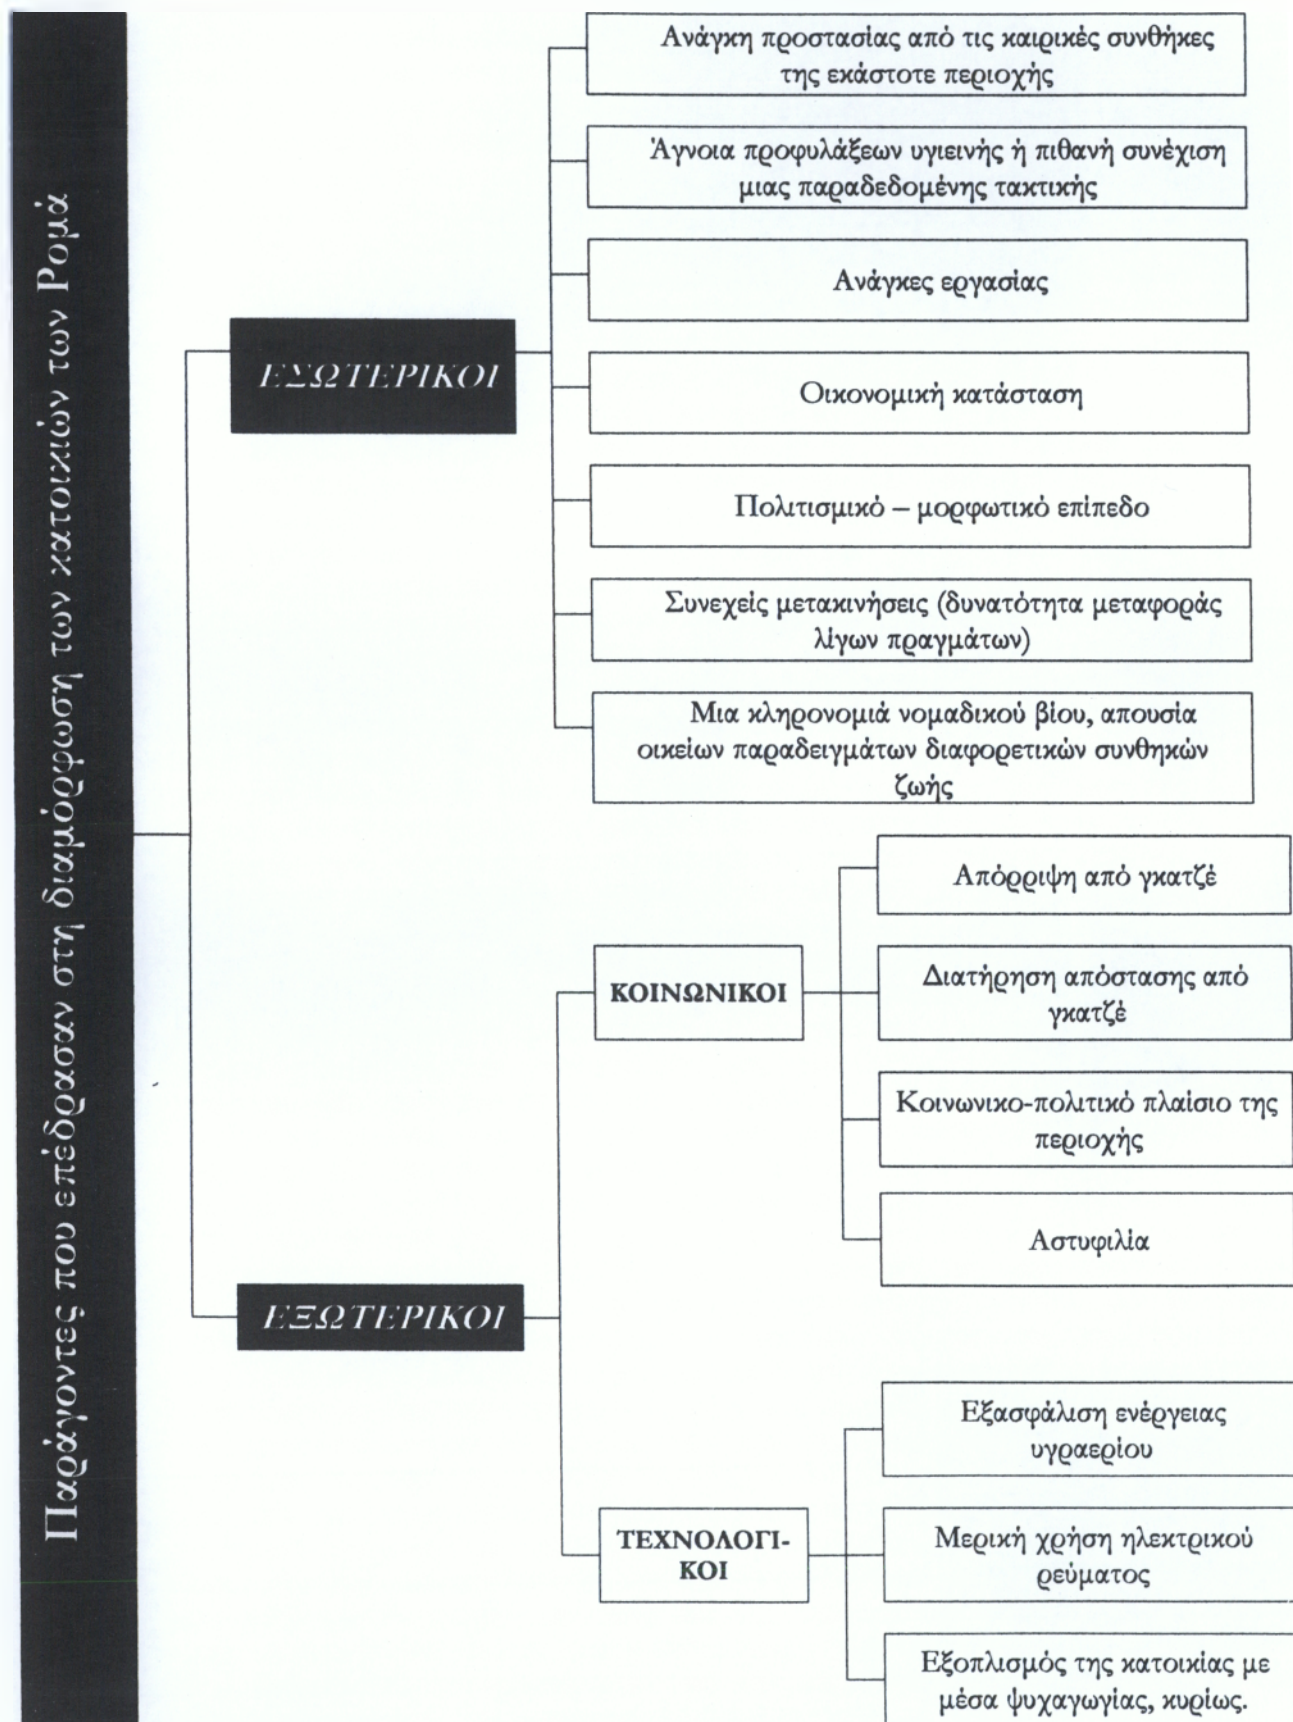 Παράγοντες που επέδρασαν στη διαμόρφωση των κατοικιών των Ρομά
ΕΣΩΤΕΡΙΚΟΙ
Ανάγκη προστασίας από τις καιρικές συνθήκες
της εκάστοτε περιοχής
Άγνοια προφυλάξεων υγιεινής ή πιθανή συνέχιση
μιας παραδεδομένης τακτικής
Ανάγκες εργασίας
Οικονομική κατάσταση
Πολιτισμικό – μορφωτικό επίπεδο
Συνεχείς μετακινήσεις (δυνατότητα μεταφοράς
λίγων πραγμάτων)
Μια κληρονομιά νομαδικού βίου, απουσία
οικείων παραδειγμάτων διαφορετικών συνθηκών
ζωής
ΕΞΩΤΕΡΙΚΟΙ
ΚΟΙΝΩΝΙΚΟΙ
Απόρριψη από γκατζέ
Διατήρηση απόστασης από
γκατζέ
Κοινωνικο-πολιτικό πλαίσιο της
περιοχής
Αστυφιλία
ΤΕΧΝΟΛΟΓΙ-
ΚΟΙ
Εξασφάλιση ενέργειας
υγραερίου
Μερική χρήση ηλεκτρικού
ρεύματος
Εξοπλισμός της κατοικίας με
μέσα ψυχαγωγίας, κυρίως.